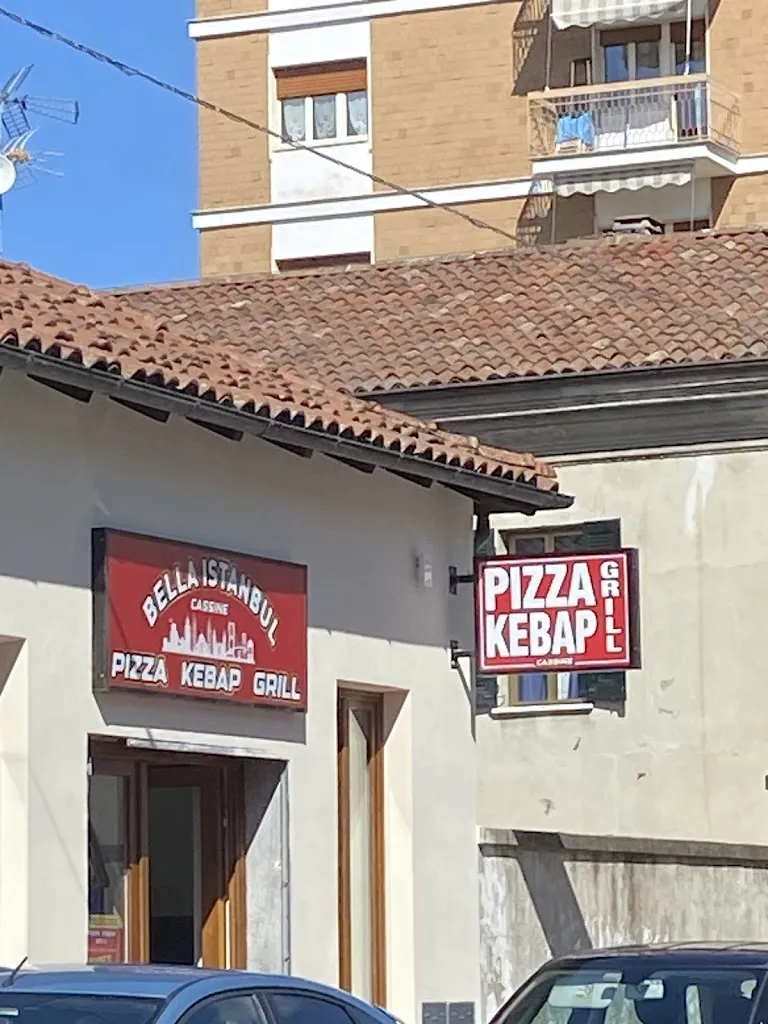 BELLA ISTANBUL
CASSINE
PIZZA KEBAP GRILL
PIZZA
KEBAP
GRILL
CASSINE